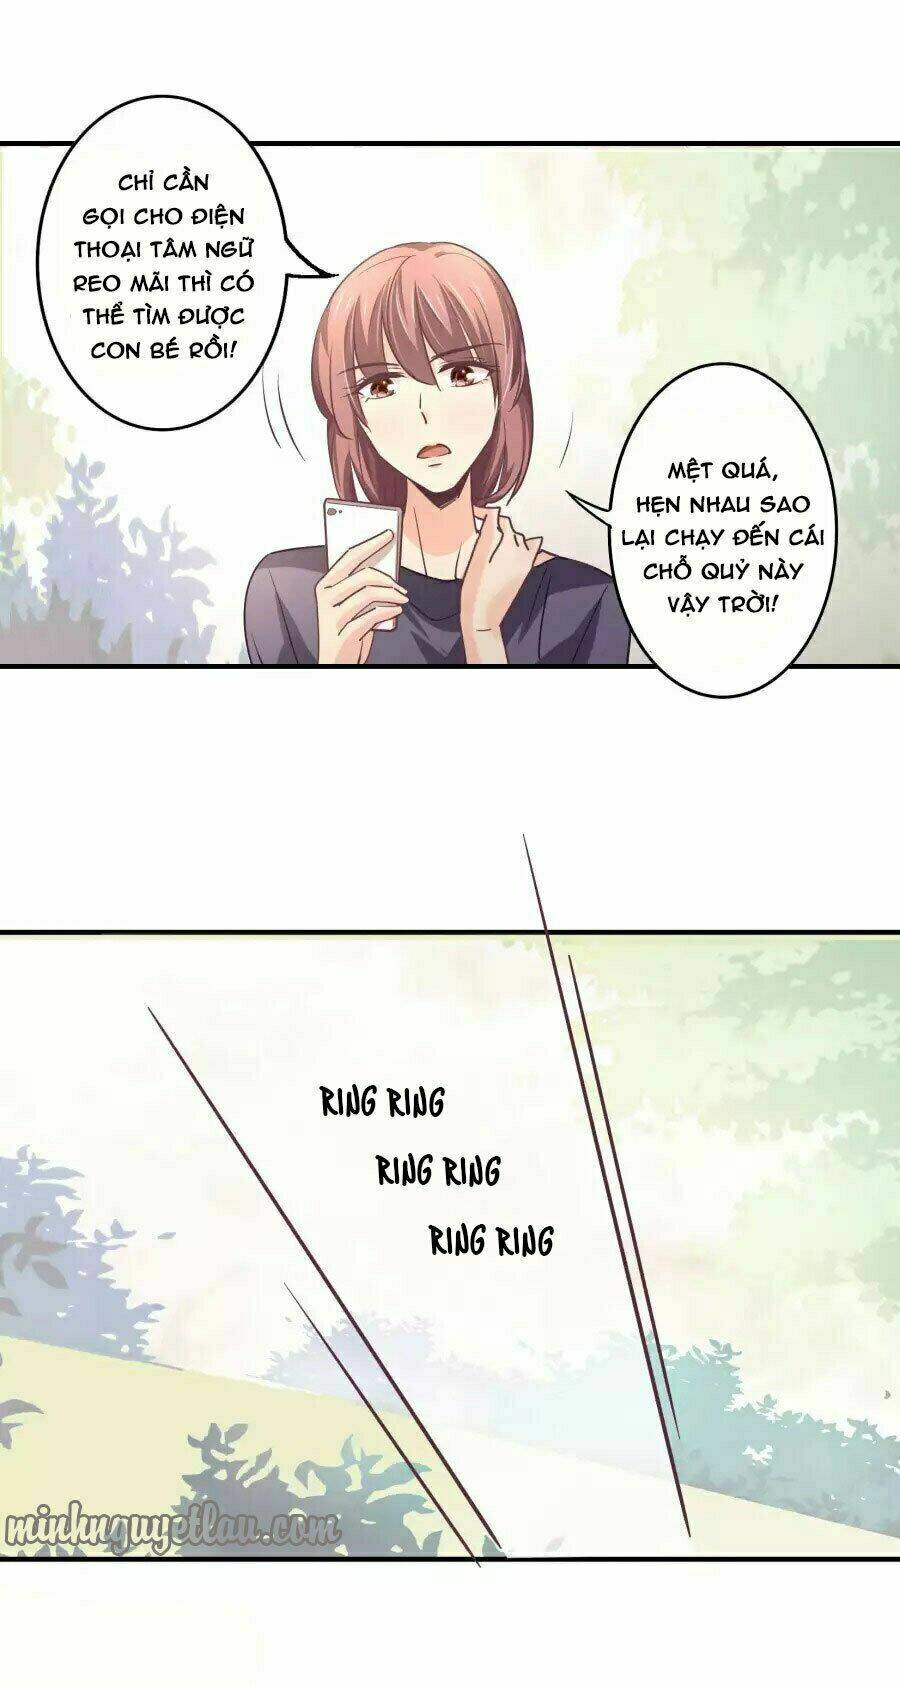 CHỈ CẦN
GỌI CHO ĐIỆN
THOẠI TÂM NGỮ
REO MÃI THÌ CÓ
THỂ TÌM ĐƯỢC
CON BÉ RỒI!
MỆT QUÁ,
HẸN NHAU SAO
LẠI CHẠY ĐẾN CÁI
CHỖ QUỶ NÀY
VẬY TRỜI!
RING RING
RING RING
RING RING
minhnguyetlau.com